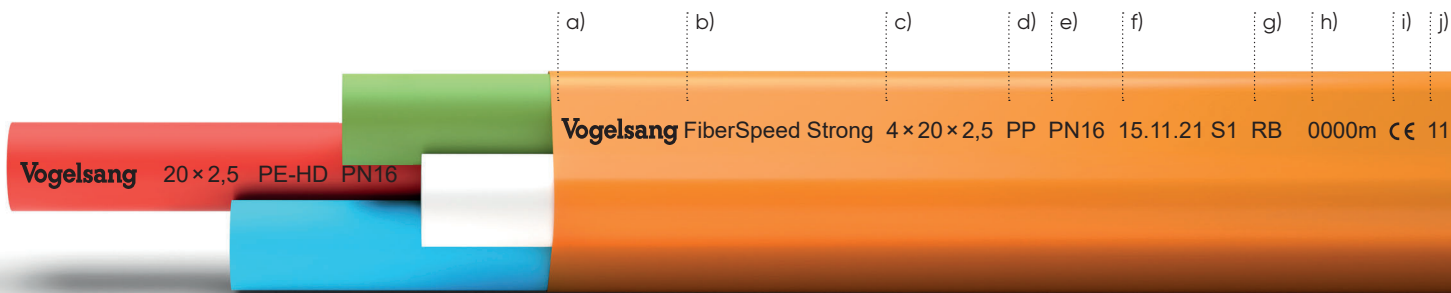 a) b) c) d) e) f) g) h) i) j)
Vogelsang FiberSpeed Strong 4×20×2,5 PP PN16 15.11.21 S1 RB 0000m CE 11
Vogelsang 20×2,5 PE-HD PN16